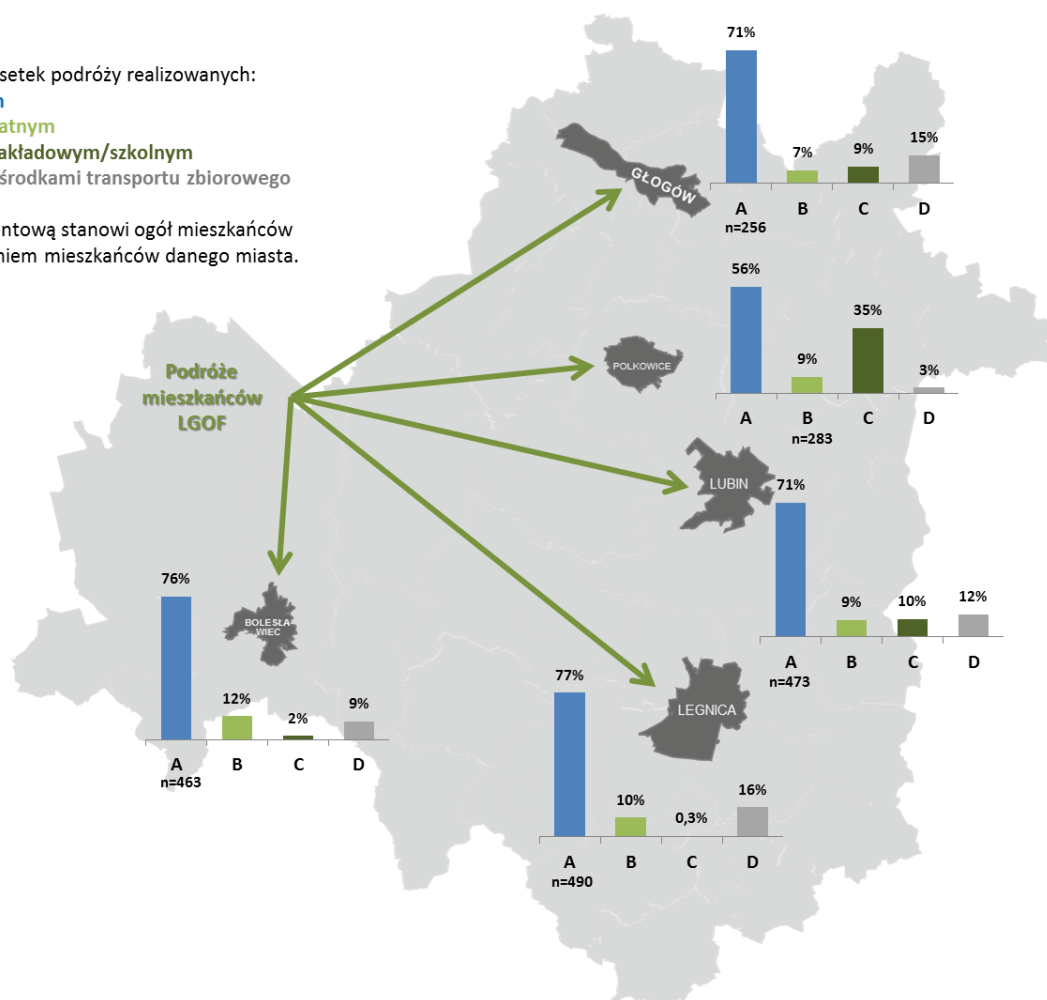 setek podróży realizowanych:
atnym
akładowym/szkolnym
środkami transportu zbiorowego
ntową stanowi ogół mieszkańców
niem mieszkańców danego miasta.
71%
7%
9%
15%
A
B
C
D
n=256
GŁOGÓW
56%
9%
35%
3%
A
B
C
D
n=283
POLKOWICE
Podróże
mieszkańców
LGOF
LUBIN
71%
9%
10%
12%
A
B
C
D
n=473
76%
12%
2%
9%
A
B
C
D
n=463
BOLESŁA
WIEC
77%
10%
0,3%
16%
A
B
C
D
n=490
LEGNICA